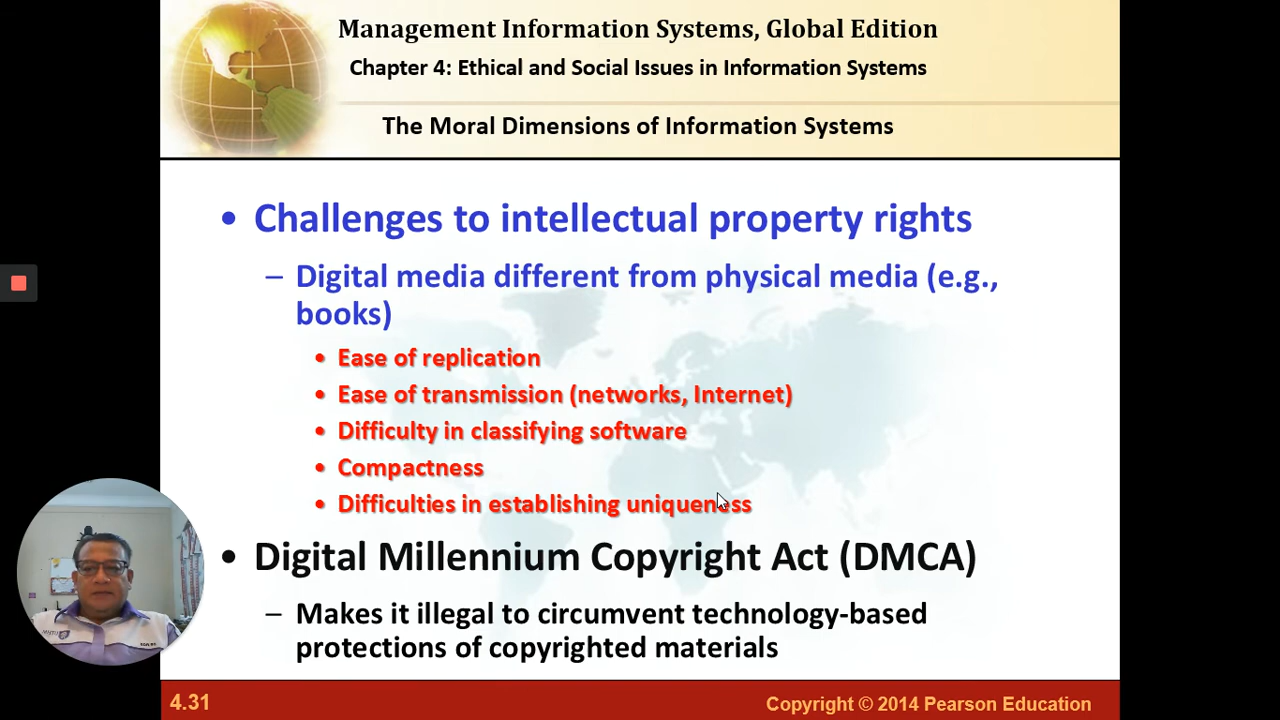 Management Information Systems, Global Edition
Chapter 4: Ethical and Social Issues in Information Systems
The Moral Dimensions of Information Systems
• Challenges to intellectual property rights
– Digital media different from physical media (e.g.,
books)
• Ease of replication
• Ease of transmission (networks, Internet)
• Difficulty in classifying software
• Compactness
• Difficulties in establishing uniqueness
• Digital Millennium Copyright Act (DMCA)
– Makes it illegal to circumvent technology-based
protections of copyrighted materials
4.31
Copyright © 2014 Pearson Education